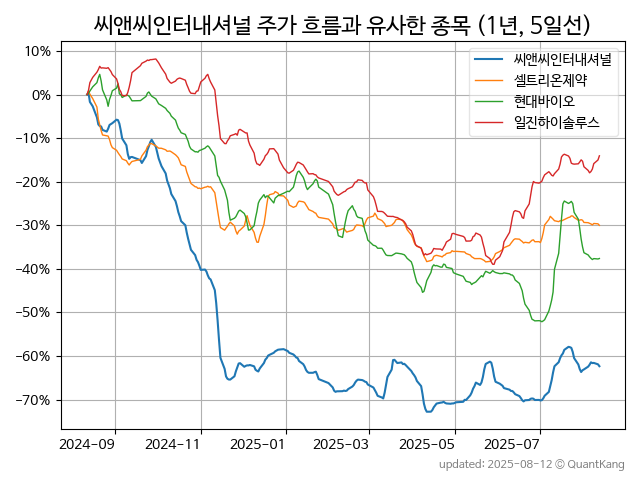 씨앤씨인터내셔널 주가 흐름과 유사한 종목 (1년, 5일선)
씨앤씨인터내셔널
셀트리온제약
현대바이오
일진하이솔루스
10%
0%
-10%
-20%
-30%
-40%
-50%
-60%
-70%
2024-09 2024-11 2025-01 2025-03 2025-05 2025-07
updated: 2025-08-12 © QuantKang